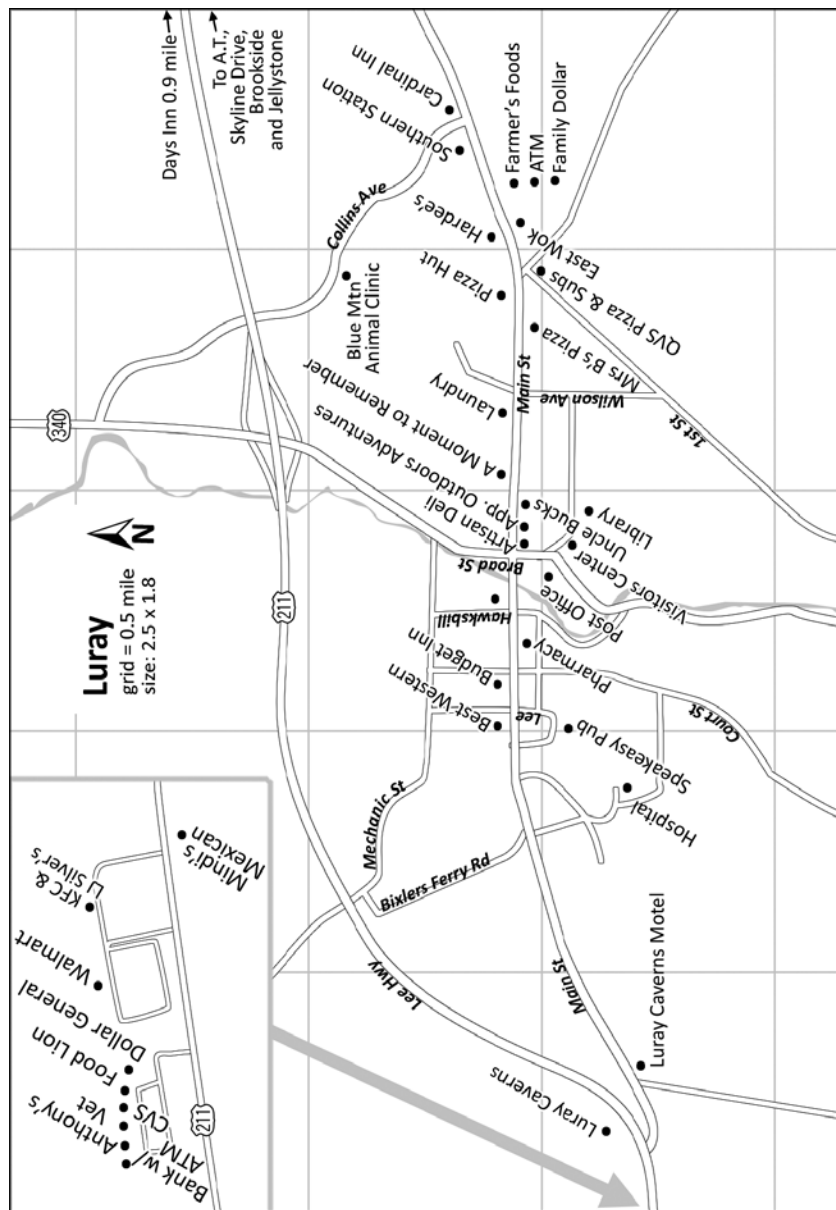 Days Inn 0.9 mile
To A.T.,
Skyline Drive,
Brookside
and Jellystone
Cardinal Inn
Southern Station
Farmer's Foods
ATM
Family Dollar
Collins Ave
Hardee's
East Wok
Pizza Hut
QVS Pizza & Subs
Blue Mtn
Animal Clinic
Mrs B's Pizza
Main St
Wilson Ave
1st St
Laundry
A Moment to Remember
340
App. Outdoors Adventures
Artisan Deli
Uncle Bucks
Library
Broad St
Visitors Center
Post Office
N
Luray
grid = 0.5 mile
size: 2.5 x 1.8
211
Hawksbill
Pharmacy
Budget Inn
Best Western
Lee
Court St
Speakeasy Pub
Hospital
Mechanic St
Bixlers Ferry Rd
Lee Hwy
Main St
Luray Caverns Motel
Luray Caverns
Mindi's
Mexican
KFC &
LJ Silver's
Walmart
Dollar General
Food Lion
CVS
Vet
Anthony's
Bank w/
ATM
211